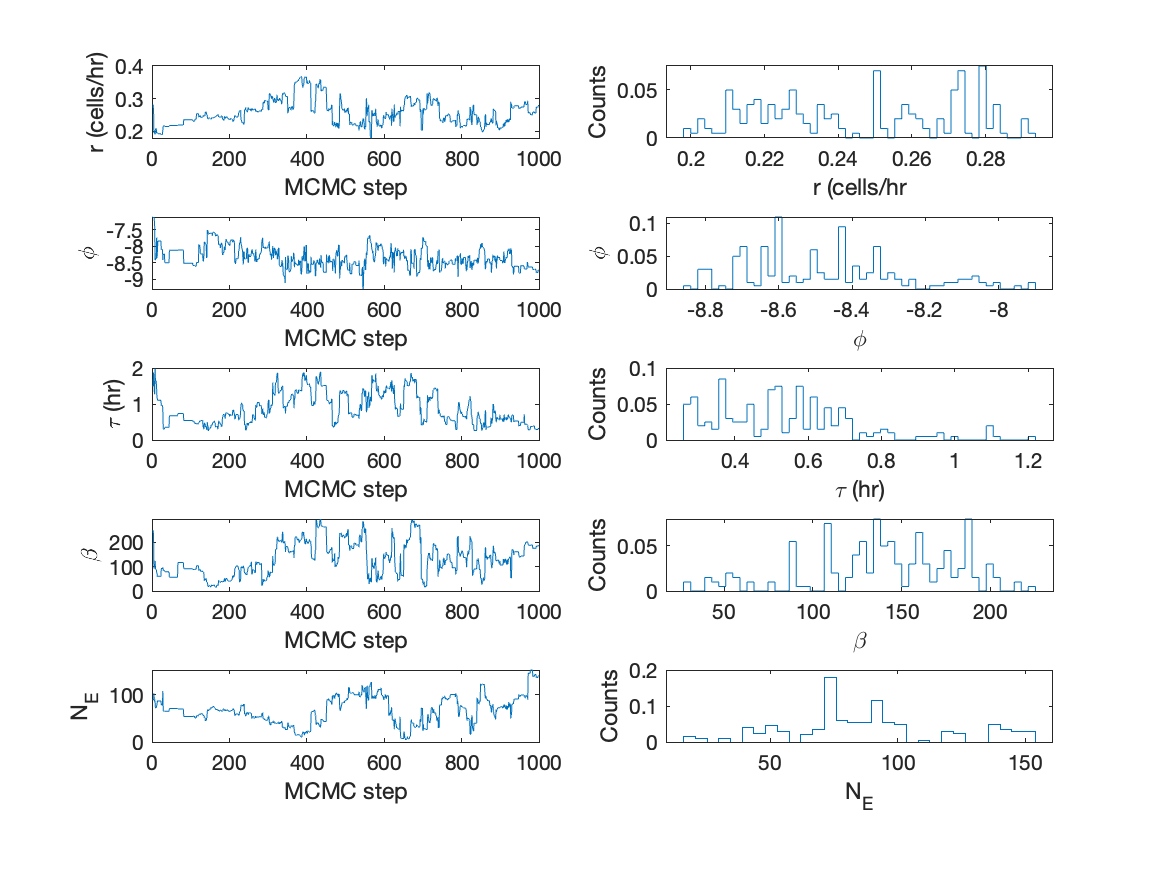 r (cells/hr)
0.4
0.3
0.2
0 200 400 600 800 1000
MCMC step
Counts
0.05
0
0.2 0.22 0.24 0.26 0.28
r (cells/hr
ϕ
-7.5
-8
-8.5
-9
0 200 400 600 800 1000
MCMC step
ϕ
0.1
0.05
0
-8.8 -8.6 -8.4 -8.2 -8
ϕ
τ (hr)
2
1
0
0 200 400 600 800 1000
MCMC step
Counts
0.1
0.05
0
0.4 0.6 0.8 1 1.2
τ (hr)
β
200
100
0
0 200 400 600 800 1000
MCMC step
Counts
0.05
0
50 100 150 200
β
N_E
100
0
0 200 400 600 800 1000
MCMC step
Counts
0.2
0.1
0
50 100 150
N_E